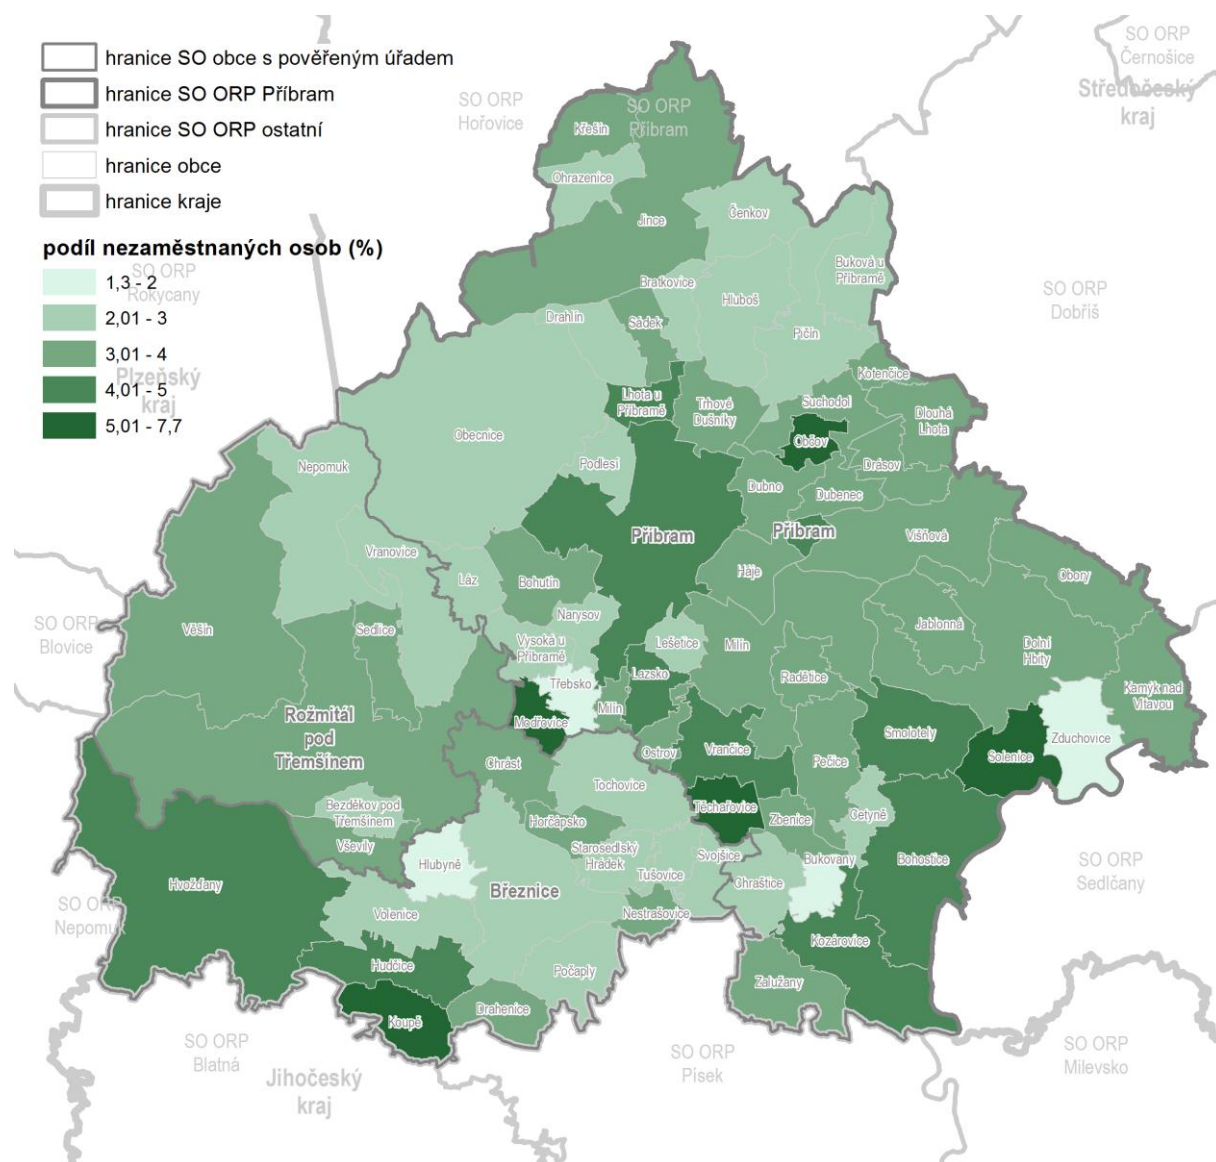 hranice SO obce s pověřeným úřadem
hranice SO ORP Příbram
hranice SO ORP ostatní
hranice obce
hranice kraje
podíl nezaměstnaných osob (%)
1,3 - 2
2,01 - 3
3,01 - 4
4,01 - 5
5,01 - 7,7
SO ORP
Rokycany
Plzeňský
kraj
SO ORP
Hořovice
SO ORP
Příbram
SO ORP
Černošice
Středočeský
kraj
SO ORP
Dobříš
Křešín
Ohrazenice
Jince
Čenkov
Bratkovice
Hluboš
Buková u
Příbramě
Pičín
Drahlín
Sádek
Kotenčice
Lhota u
Příbramě
Trhové
Dušníky
Suchodol
Dlouhá
Lhota
Obecnice
Občov
Podlesí
Drásov
Nepomuk
Dubno
Dubenec
Příbram
Příbram
Višňová
Vranovice
Láz
Bohutín
Háje
Obory
Narysov
Věšín
Sedlice
Vysoká u
Příbramě
Lešetice
Milín
Jablonná
Dolní
Hbity
SO ORP
Blovice
Třebsko
Lazsko
Radětice
Kamýk nad
Vltavou
Rožmitál
pod
Třemšínem
Modřovice
Milín
Ostrov
Vrančice
Smolotely
Zduchovice
Solenice
Chrást
Pečice
Tochovice
Bezděkov pod
Třemšínem
Těchařovice
Cetyně
Zbenice
Horčápsko
Vševily
Starosedlský
Hrádek
Svojšice
Hlubyně
Bukovany
Bohostice
Tušovice
Chraštice
SO ORP
Sedlčany
Hvožďany
Březnice
SO ORP
Nepomuk
Volenice
Nestrašovice
Kozárovice
Hudčice
Počaply
Zalužany
Drahenice
Koupě
SO ORP
Blatná
SO ORP
Písek
SO ORP
Milevsko
Jihočeský
kraj